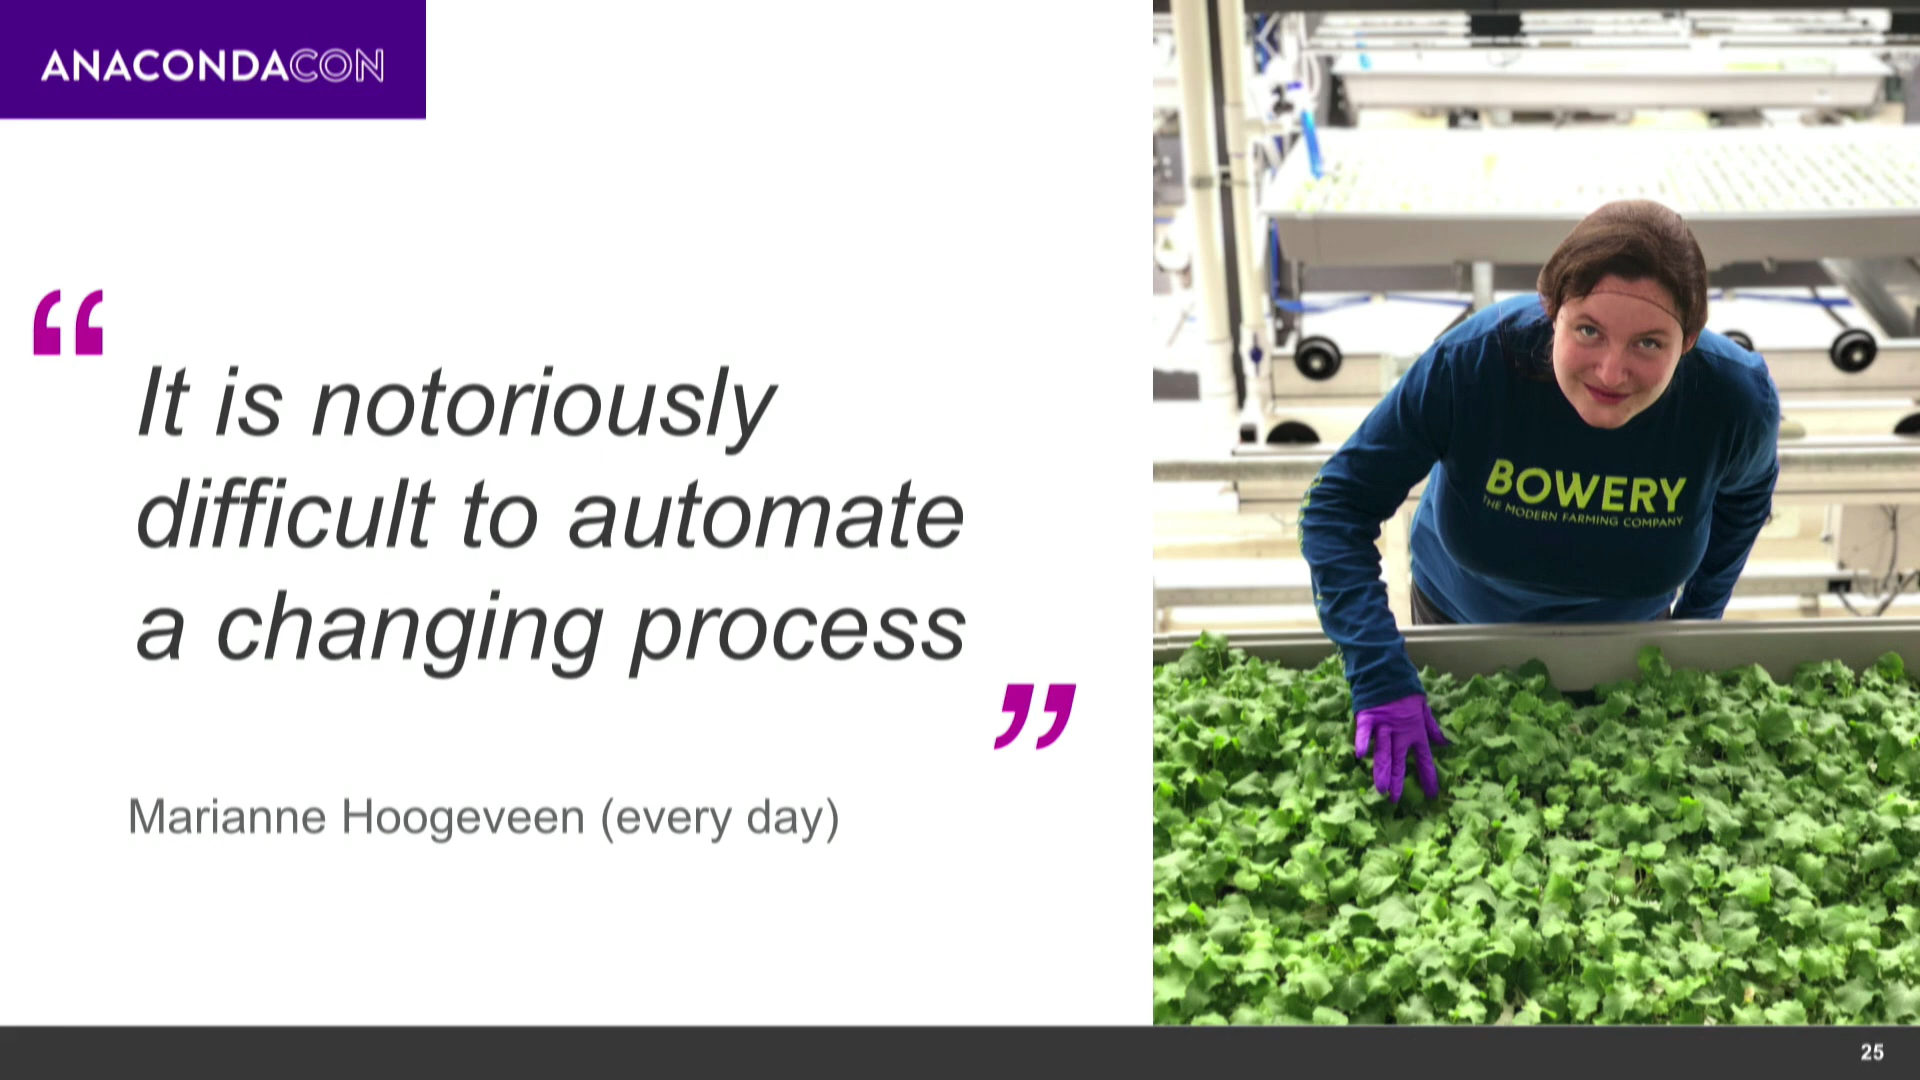 ANACONDACON
“
It is notoriously
difficult to automate
a changing process
”
Marianne Hoogeveen (every day)
BOWERY
THE MODERN FARMING COMPANY
25